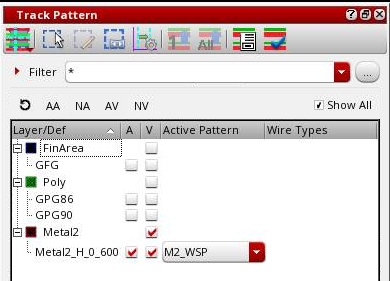 Track Pattern
All
Filter *
AA NA AV NV Show All
Layer/Def A V Active Pattern Wire Types
FinArea
GFG
Poly
GPG86
GPG90
Metal2
Metal2_H_0_600 M2_WSP